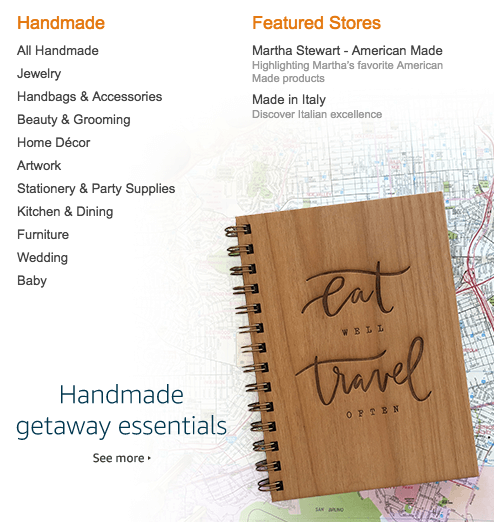 Handmade
All Handmade
Jewelry
Handbags & Accessories
Beauty & Grooming
Home Décor
Artwork
Stationery & Party Supplies
Kitchen & Dining
Furniture
Wedding
Baby
Featured Stores
Martha Stewart - American Made
Highlighting Martha's favorite American
Made products
Made in Italy
Discover Italian excellence
eat
WELL
travel
OFTEN
Handmade
getaway essentials
See more ▸
SAN BRUNO